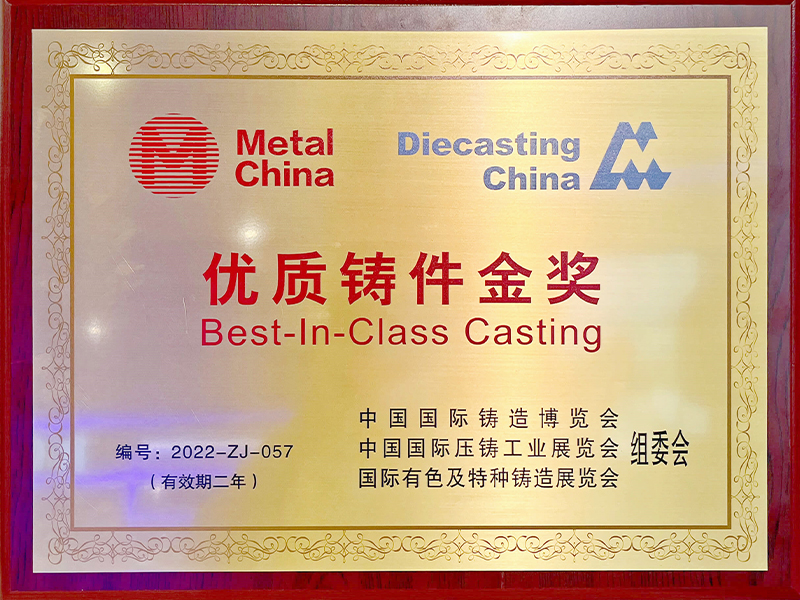 Metal
China
Diecasting
China
优质铸件金奖
Best-In-Class Casting
中国国际铸造博览会
中国国际压铸工业展览会
国际有色及特种铸造展览会
组委会
编号：2022-ZJ-057
（有效期二年）